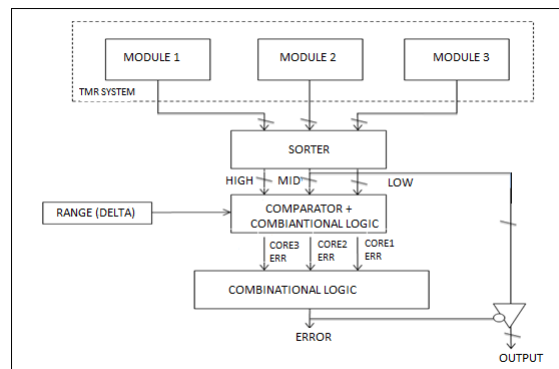 MODULE 1
MODULE 2
MODULE 3
TMR SYSTEM
SORTER
HIGH
MID
LOW
RANGE (DELTA)
COMPARATOR +
COMBIANTIONAL LOGIC
CORE3
ERR
CORE2
ERR
CORE1
ERR
COMBINATIONAL LOGIC
ERROR
OUTPUT